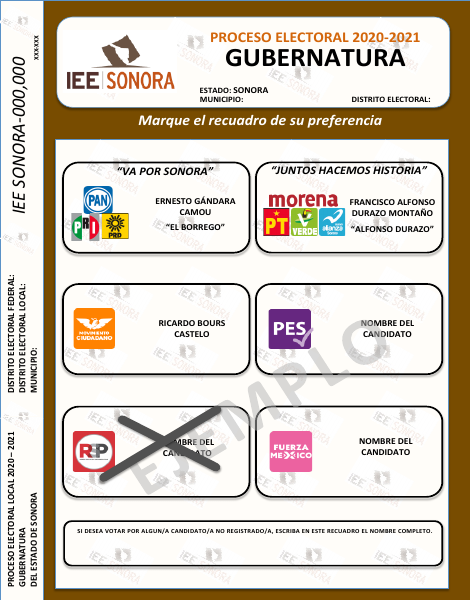 IEE SONORA-000,000
XXX-XXX
DISTRITO ELECTORAL FEDERAL:
DISTRITO ELECTORAL LOCAL:
MUNICIPIO:
PROCESO ELECTORAL LOCAL 2020 – 2021
GUBERNATURA
DEL ESTADO DE SONORA
PROCESO ELECTORAL 2020-2021
GUBERNATURA
IEE SONORA
ESTADO: SONORA
MUNICIPIO:
DISTRITO ELECTORAL:
Marque el recuadro de su preferencia
"VA POR SONORA"
PAN
PRI
PRD
ERNESTO GÁNDARA
CAMOU
"EL BORREGO"
"JUNTOS HACEMOS HISTORIA"
morena
PT
VERDE
alianza
FRANCISCO ALFONSO
DURAZO MONTAÑO
"ALFONSO DURAZO"
MOVIMIENTO
CIUDADANO
RICARDO BOURS
CASTELO
PES
NOMBRE DEL
CANDIDATO
RSP
NOMBRE DEL
CANDIDATO
FUERZA
MEXICO
NOMBRE DEL
CANDIDATO
EJEMPLO
SI DESEA VOTAR POR ALGUN/A CANDIDATO/A NO REGISTRADO/A, ESCRIBA EN ESTE RECUADRO EL NOMBRE COMPLETO.